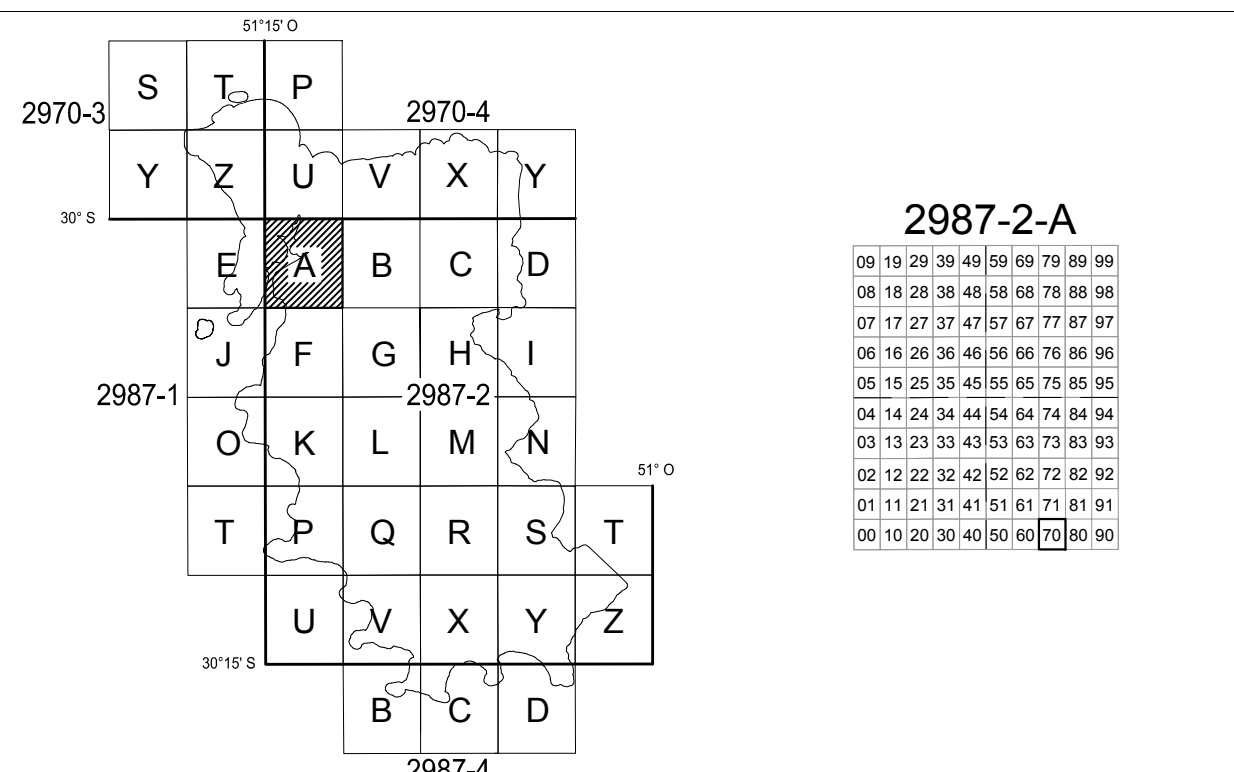 51°15' O
S T P
2970-3
2970-4
Y Z U V X Y
30° S
E A B C D
J F G H I
2987-1
2987-2
O K L M N
51° O
T P Q R S T
U V X Y Z
30°15' S
B C D
2987-4
2987-2-A
09 19 29 39 49 59 69 79 89 99
08 18 28 38 48 58 68 78 88 98
07 17 27 37 47 57 67 77 87 97
06 16 26 36 46 56 66 76 86 96
05 15 25 35 45 55 65 75 85 95
04 14 24 34 44 54 64 74 84 94
03 13 23 33 43 53 63 73 83 93
02 12 22 32 42 52 62 72 82 92
01 11 21 31 41 51 61 71 81 91
00 10 20 30 40 50 60 70 80 90